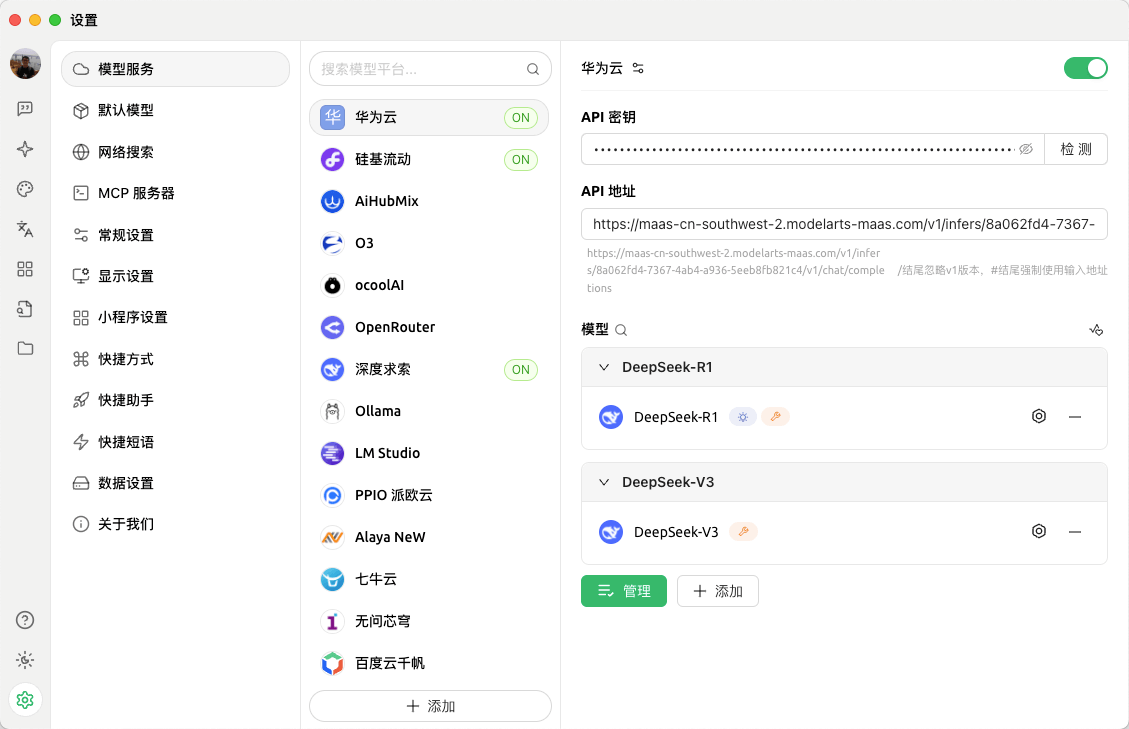 设置
模型服务
默认模型
网络搜索
MCP 服务器
常规设置
显示设置
小程序设置
快捷方式
快捷助手
快捷短语
数据设置
关于我们
搜索模型平台...
华 华为云 ON
硅基流动 ON
AiHubMix
O3
ocoolAI
OpenRouter
深度求索 ON
Ollama
LM Studio
PPIO 派欧云
Alaya NeW
七牛云
无问芯穹
百度云千帆
添加
华为云
API 密钥
检 测
API 地址
https://maas-cn-southwest-2.modelarts-maas.com/v1/infers/8a062fd4-7367-
https://maas-cn-southwest-2.modelarts-maas.com/v1/infer
s/8a062fd4-7367-4ab4-a936-5eeb8fb821c4/v1/chat/comple /结尾忽略v1版本，#结尾强制使用输入地址
tions
模型
DeepSeek-R1
DeepSeek-R1
DeepSeek-V3
DeepSeek-V3
管理 添加